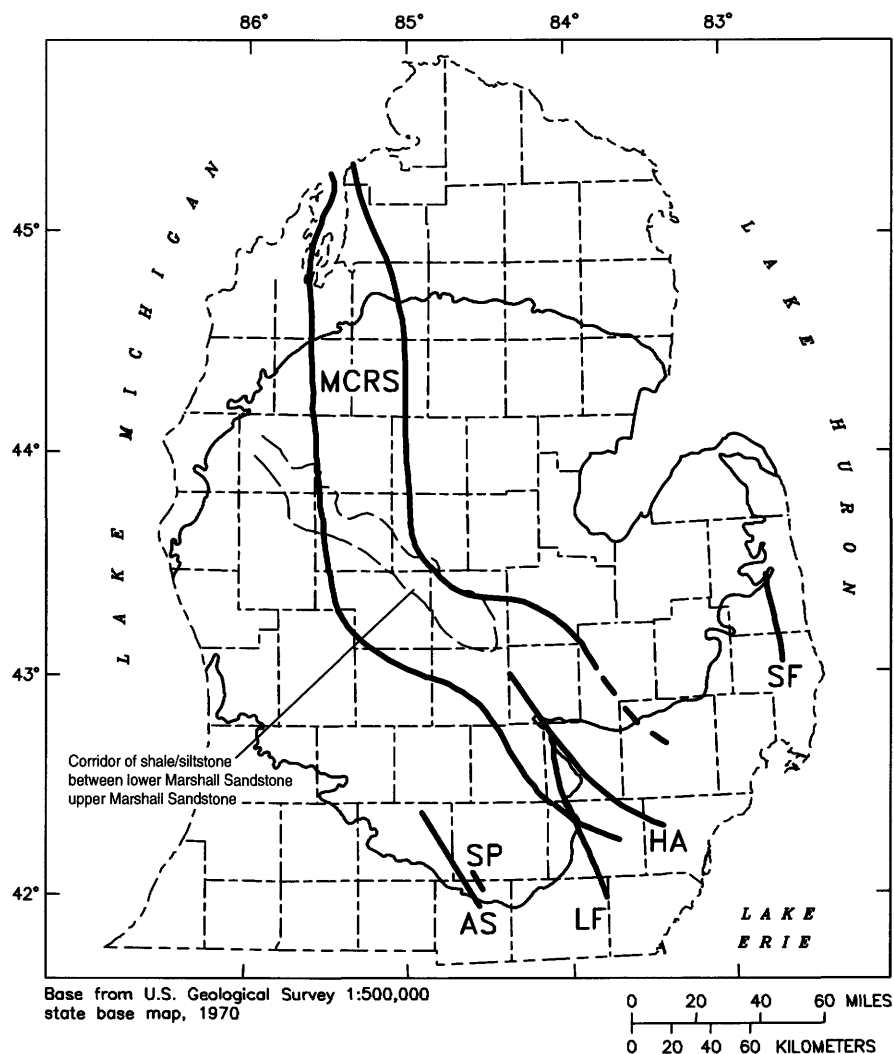 86° 85° 84° 83°
45°
44°
43°
42°
LAKE MICHIGAN
LAKE HURON
MCRS
SF
Corridor of shale/siltstone
between lower Marshall Sandstone
upper Marshall Sandstone
HA
SP
AS
LF
LAKE
ERIE
Base from U.S. Geological Survey 1:500,000
state base map, 1970
0 20 40 60 MILES
0 20 40 60 KILOMETERS